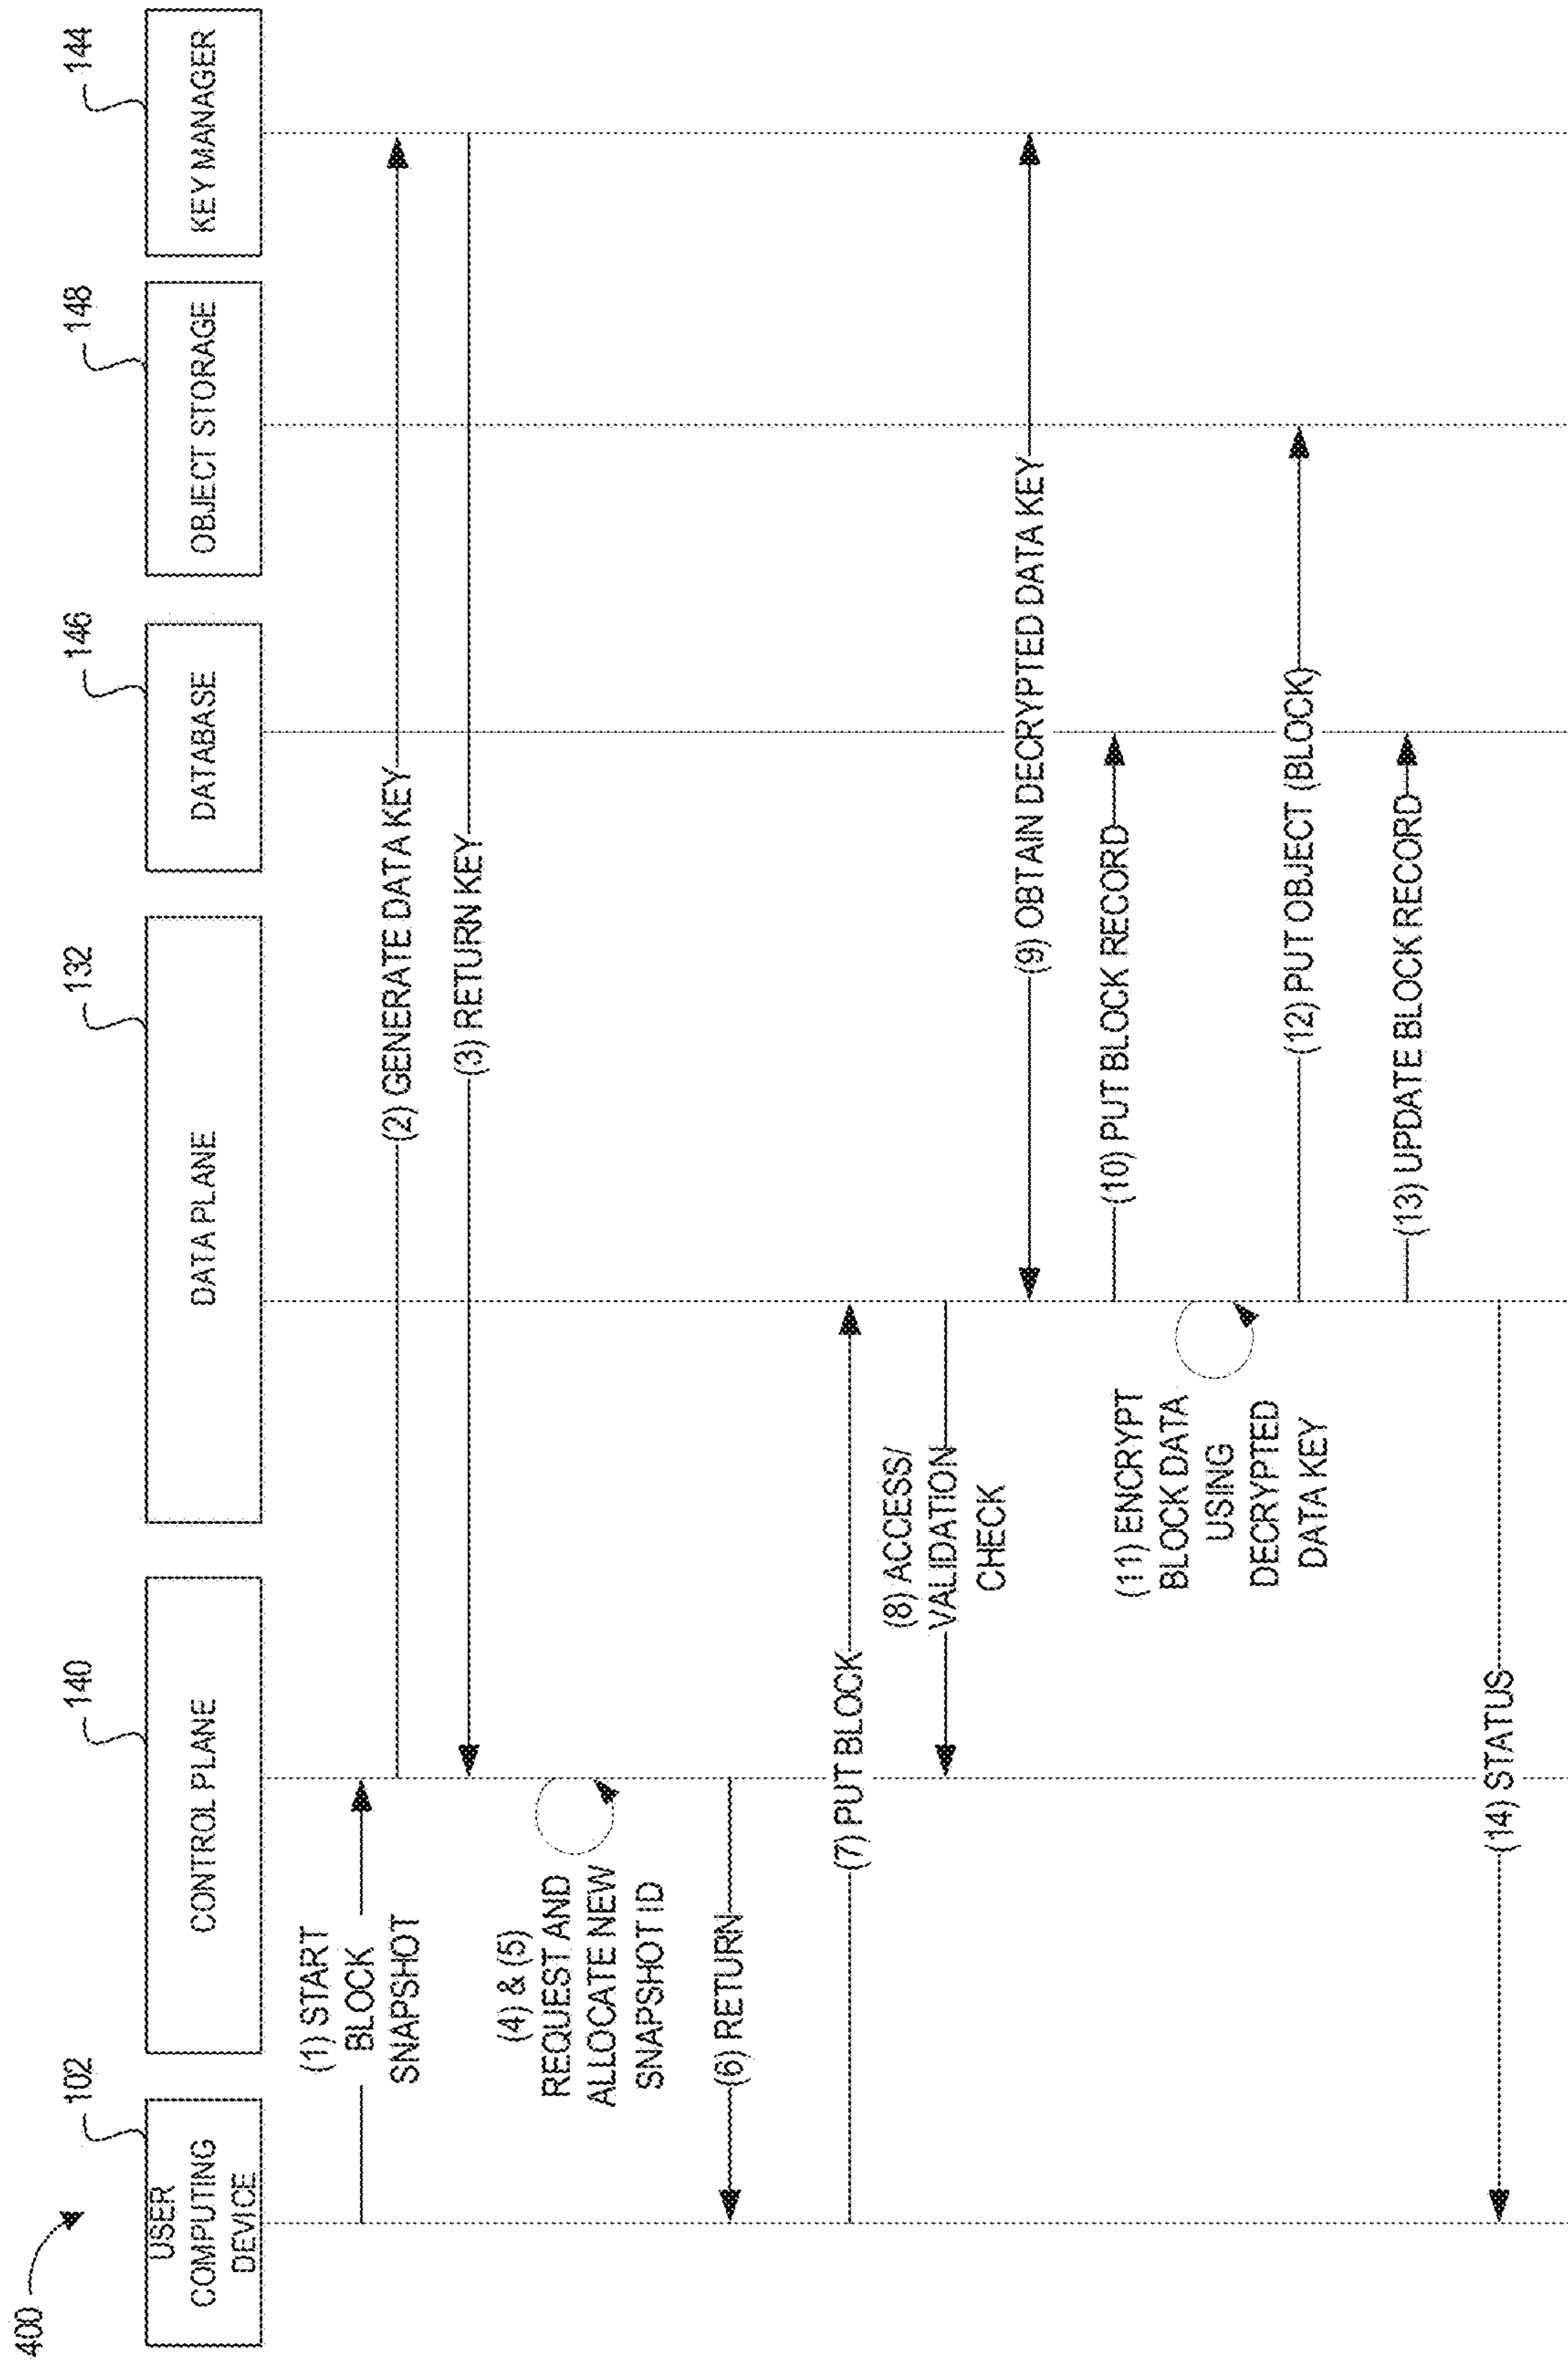 400
102
140
132
146
148
144
USER
COMPUTING
DEVICE
CONTROL PLANE
DATA PLANE
DATABASE
OBJECT STORAGE
KEY MANAGER
(1) START
BLOCK
SNAPSHOT
(2) GENERATE DATA KEY
(3) RETURN KEY
(4) & (5)
REQUEST AND
ALLOCATE NEW
SNAPSHOT ID
(6) RETURN
(7) PUT BLOCK
(8) ACCESS/
VALIDATION
CHECK
(9) OBTAIN DECRYPTED DATA KEY
(10) PUT BLOCK RECORD
(11) ENCRYPT
BLOCK DATA
USING
DECRYPTED
DATA KEY
(12) PUT OBJECT (BLOCK)
(13) UPDATE BLOCK RECORD
(14) STATUS